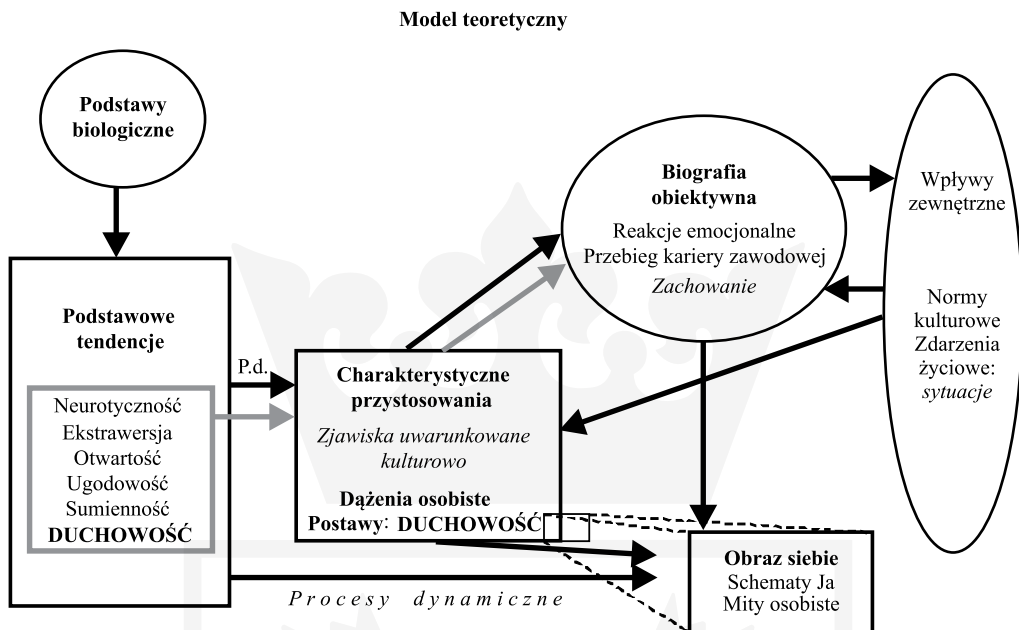 Model teoretyczny
Podstawy
biologiczne
Podstawowe
tendencje
Neurotyczność
Ekstrawersja
Otwartość
Ugodowość
Sumienność
DUCHOWOŚĆ
P.d.
Charakterystyczne
przystosowania
Zjawiska uwarunkowane
kulturowo
Dążenia osobiste
Postawy: DUCHOWOŚĆ
Biografia
obiektywna
Reakcje emocjonalne
Przebieg kariery zawodowej
Zachowanie
Wpływy
zewnętrzne
Normy
kulturowe
Zdarzenia
życiowe:
sytuacje
Obraz siebie
Schematy Ja
Mity osobiste
Procesy dynamiczne